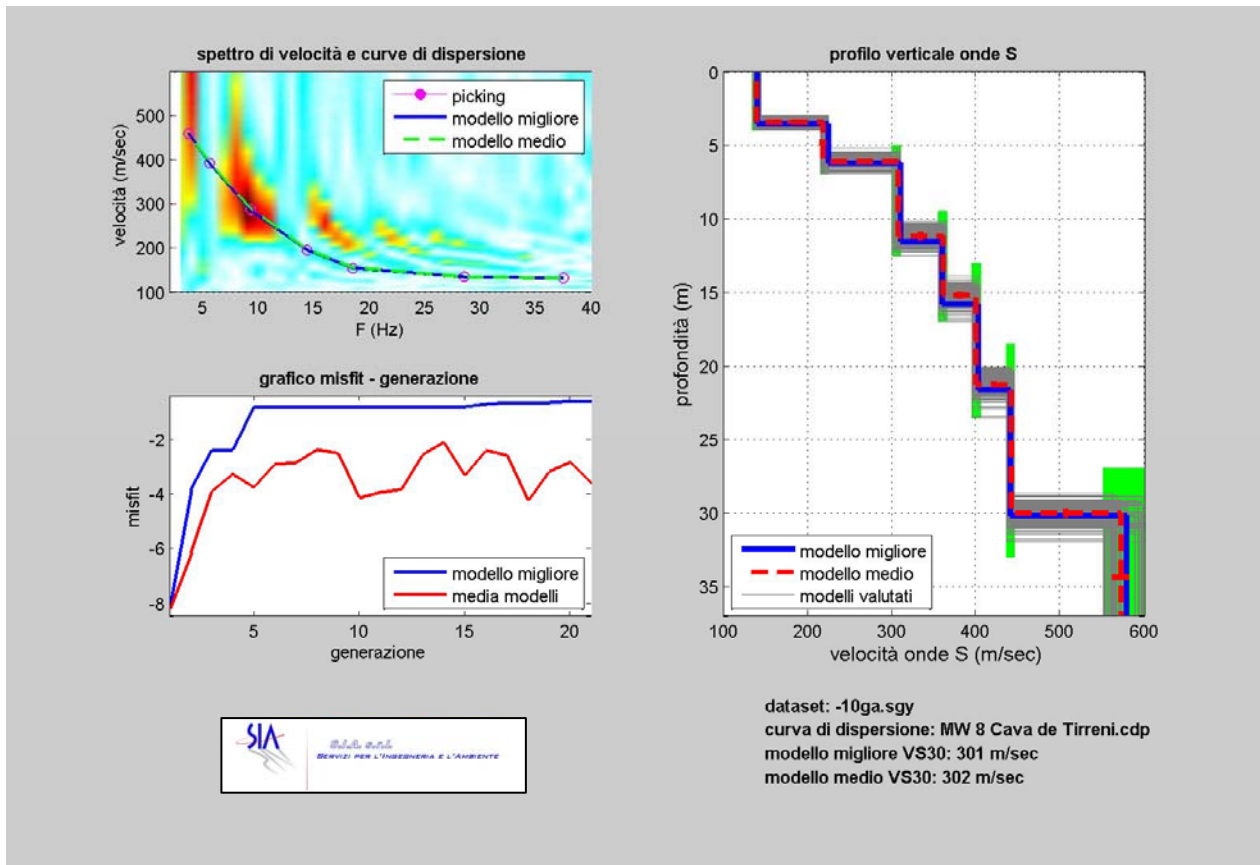 spettro di velocità e curve di dispersione
picking
modello migliore
modello medio
500
400
300
200
100
velocità (m/sec)
5
10
15
20
25
30
35
40
F (Hz)
grafico misfit - generazione
-2
-4
-6
-8
misfit
modello migliore
media modelli
5
10
15
20
generazione
SIA
S.I.A. s.r.l.
SERVIZI PER L'INGEGNERIA E L'AMBIENTE
profilo verticale onde S
0
5
10
15
20
25
30
35
profondità (m)
modello migliore
modello medio
modelli valutati
100
200
300
400
500
600
velocità onde S (m/sec)
dataset: -10ga.sgy
curva di dispersione: MW 8 Cava de Tirreni.cdp
modello migliore VS30: 301 m/sec
modello medio VS30: 302 m/sec